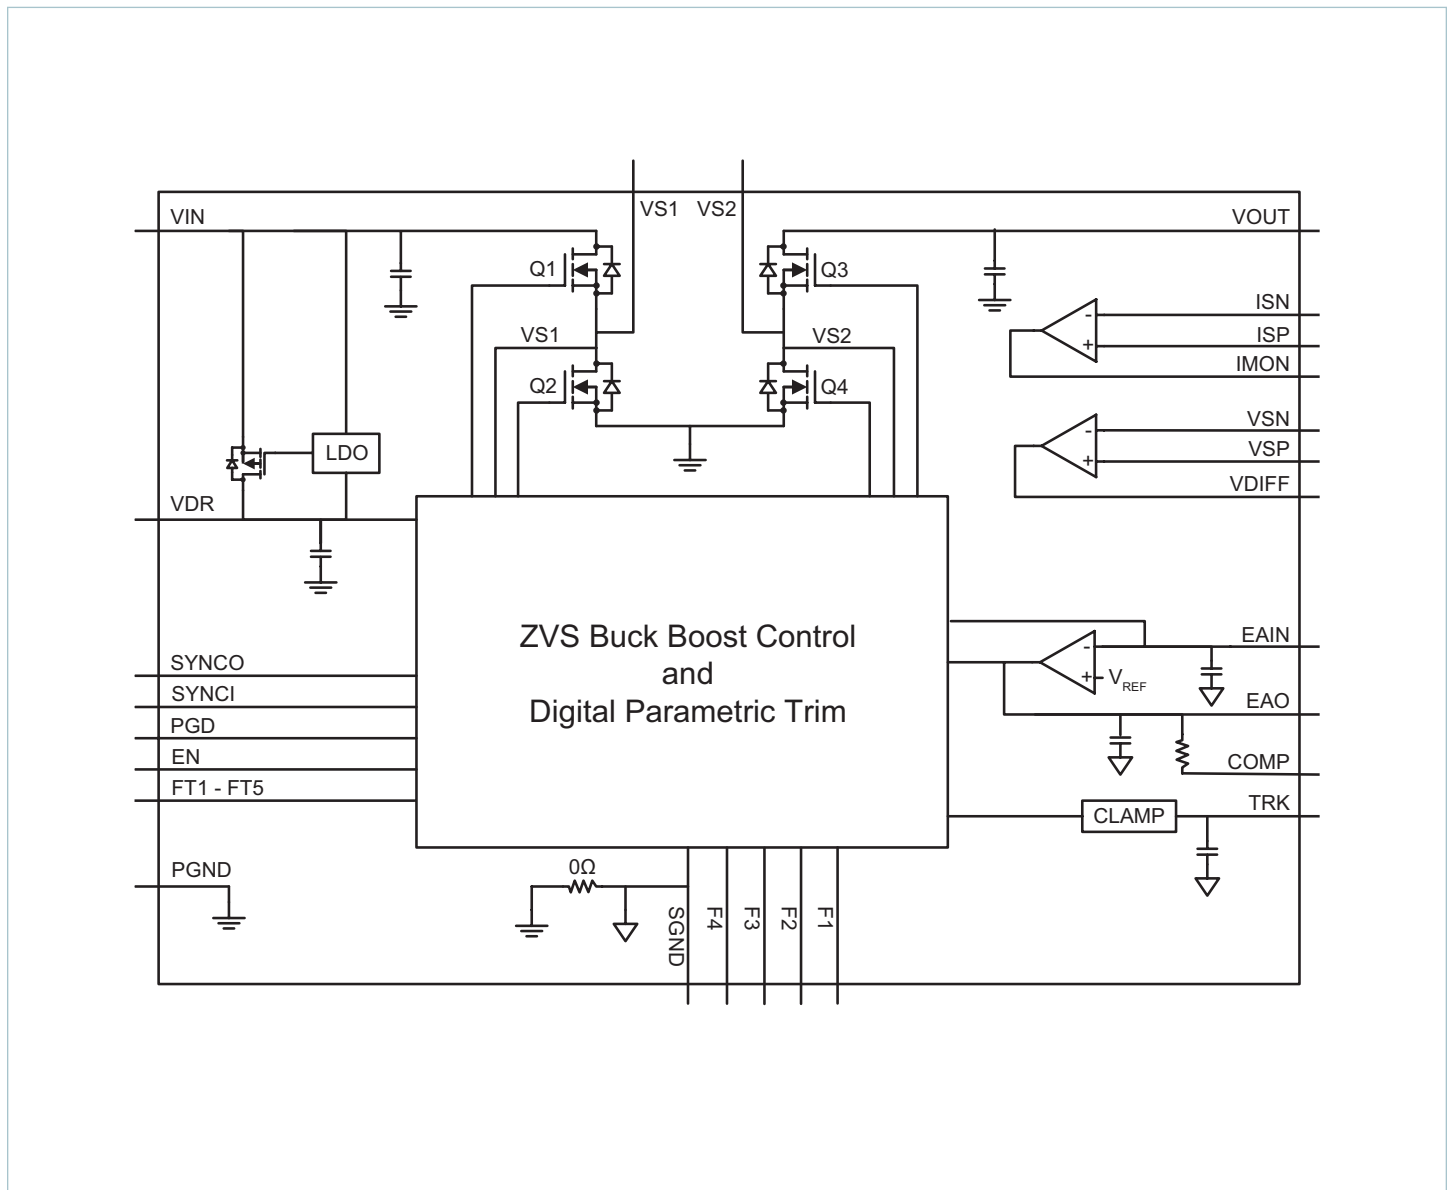 VIN
VS1
VS2
VOUT
Q1
Q3
ISN
ISP
IMON
VS1
VS2
Q2
Q4
-
+
VSN
VSP
VDIFF
-
+
LDO
VDR
ZVS Buck Boost Control
and
Digital Parametric Trim
SYNCO
SYNCI
PGD
EN
FT1 - FT5
PGND
EAIN
-
+
VREF
EAO
COMP
TRK
CLAMP
0Ω
SGND
F4
F3
F2
F1